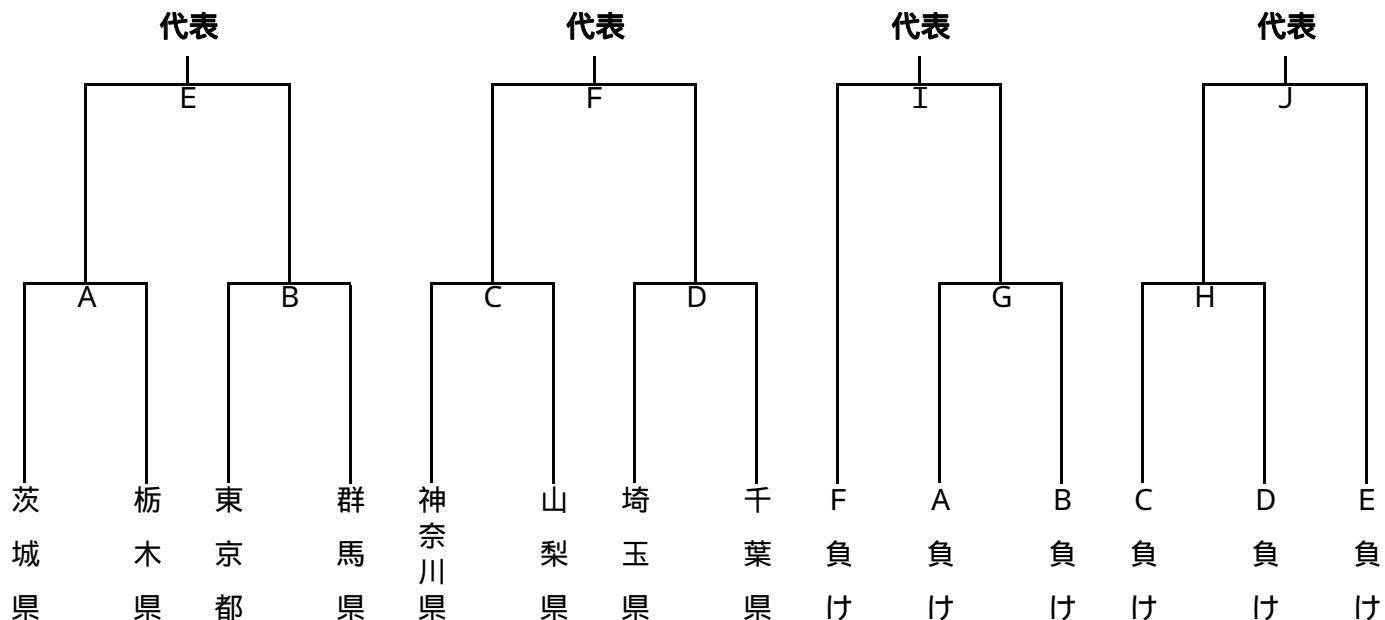 代表 代表 代表 代表
E F I J
A B C D G H
茨城県
栃木県
東京都
群馬県
神奈川県
山梨県
埼玉県
千葉県
F負け
A負け
B負け
C負け
D負け
E負け